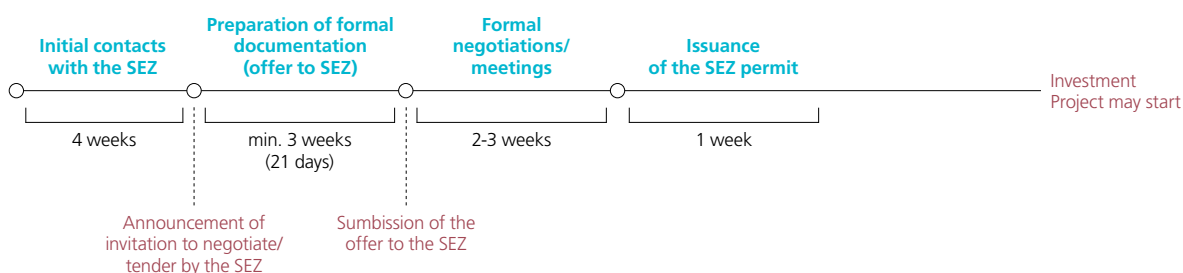 Initial contacts
with the SEZ
Preparation of formal
documentation
(offer to SEZ)
Formal
negotiations/
meetings
Issuance
of the SEZ permit
Investment
Project may start
4 weeks
min. 3 weeks
(21 days)
2-3 weeks
1 week
Announcement of
invitation to negotiate/
tender by the SEZ
Sumbission of the
offer to the SEZ